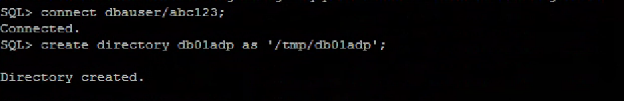 SQL> connect dbauser/abc123;
Connected.
SQL> create directory db01adp as '/tmp/db01adp';
Directory created.